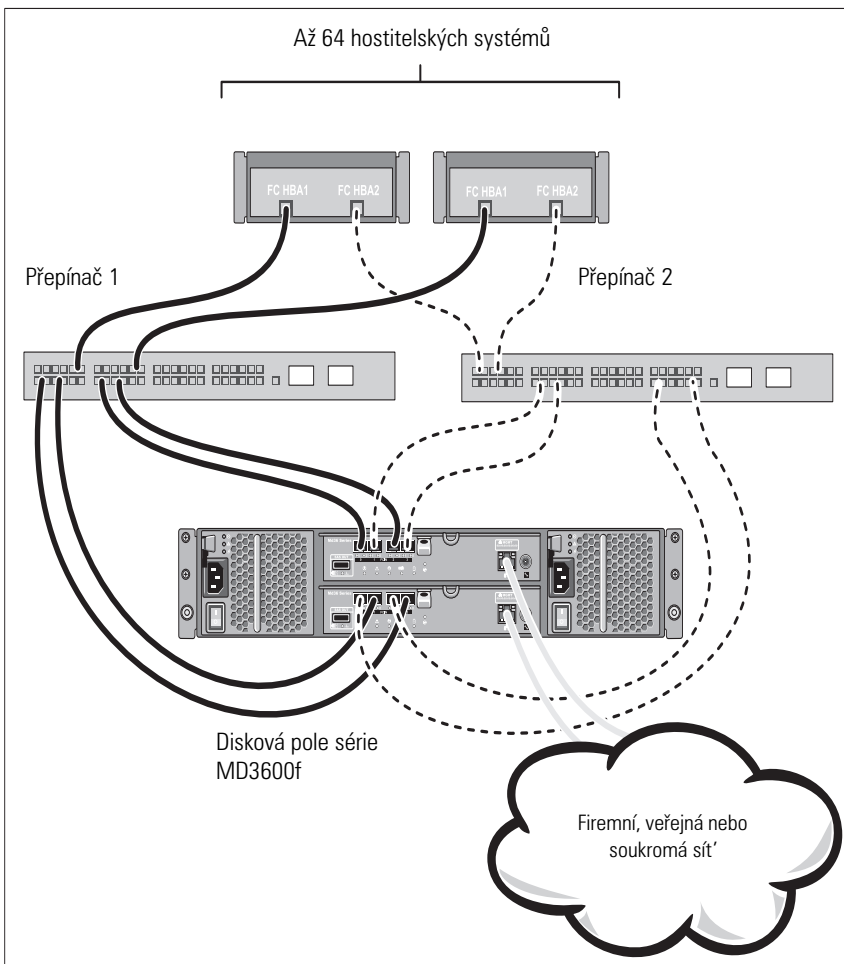 Až 64 hostitelských systémů
FC HBA1
FC HBA2
FC HBA1
FC HBA2
Přepínač 1
Přepínač 2
Disková pole série
MD3600f
Firemní, veřejná nebo
soukromá sít’